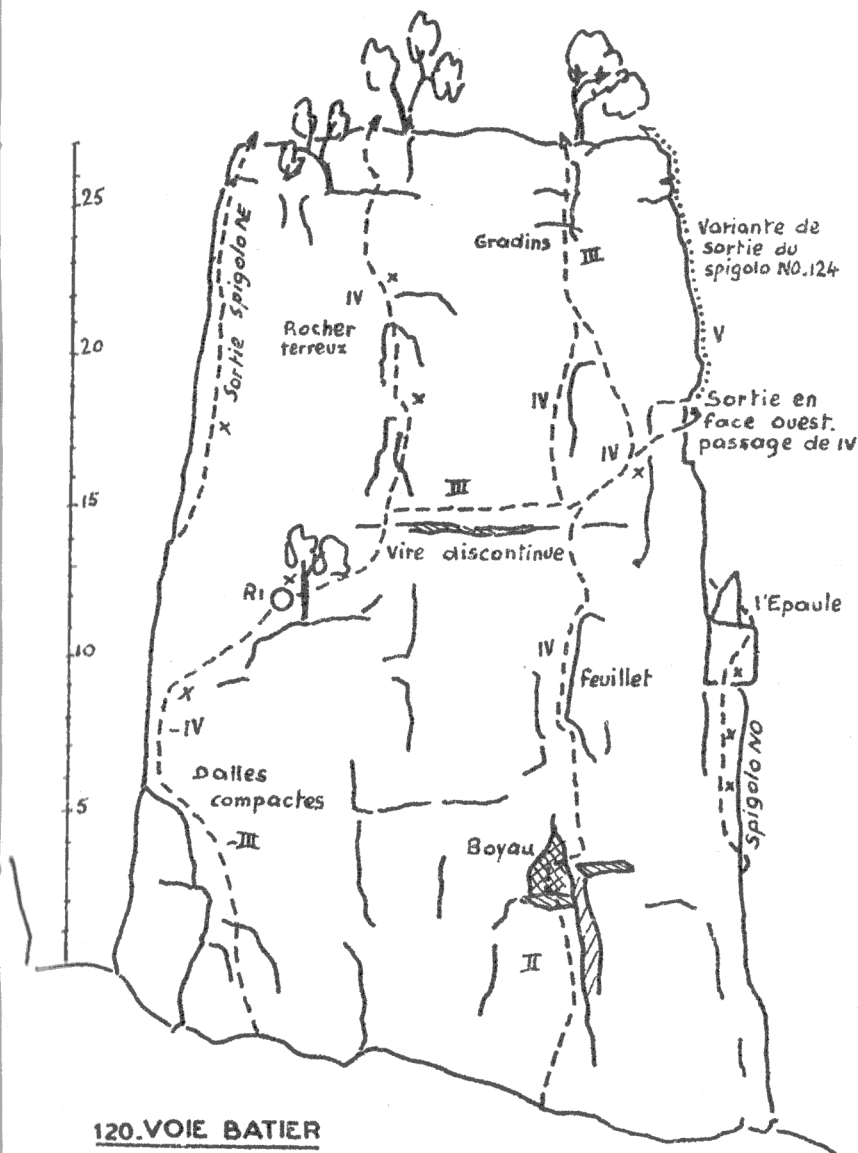 25
20
15
10
5
Sortie Spigolo NE
x
Gradins
III
Variante de
sortie du
spigolo NO.124
V
IV
x
Rocher
terreux
x
IV
IV
x
Sortie en
face ouest.
passage de IV
III
Vire discontinue
R1
x
l'Epaule
IV
feuillet
x
-IV
x
x
x
Spigolo NO
Dalles
compactes
-III
Boyau
II
120.VOIE BATIER